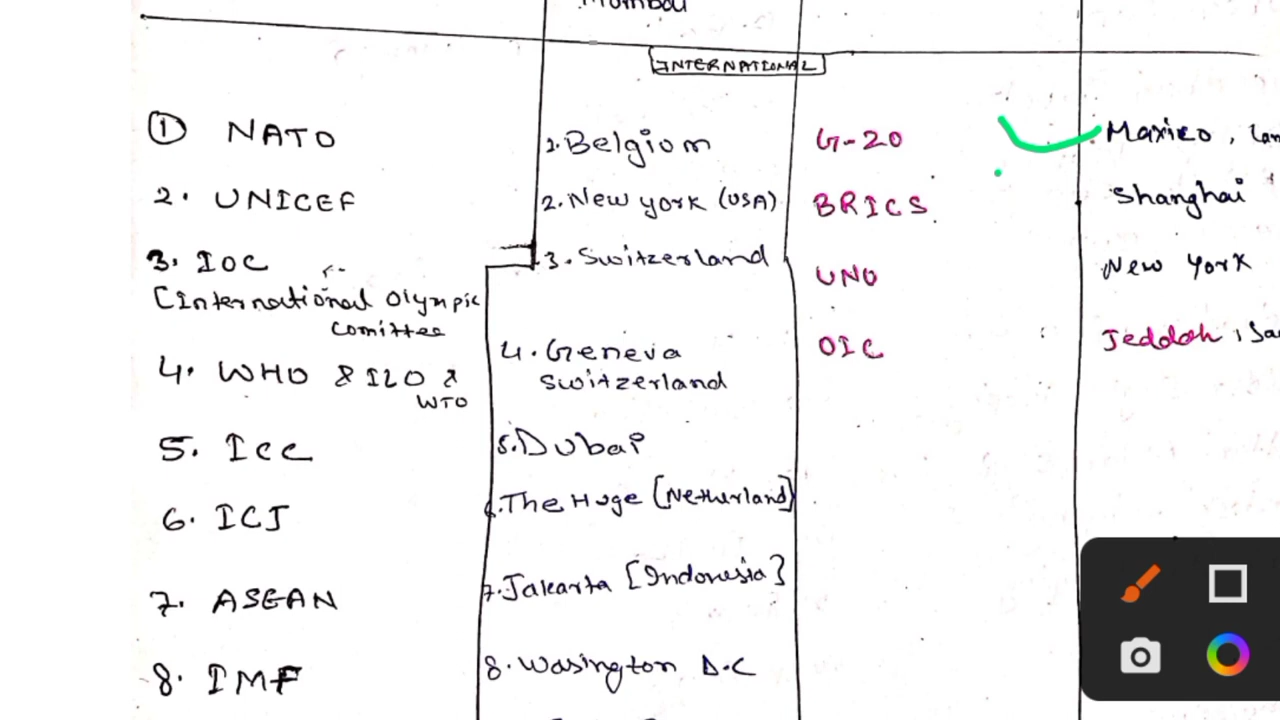 INTERNATIONAL
① NATO
1. Belgiom
G-20
Maxico,
2. UNICEF
2. New york (USA)
BRICS
Shanghai
3. IOC
3. Switzerland
UNO
New York
[International Olympic
Comittee
4. WHO & ILO &
WTO
4. Geneva
Switzerland
OIC
Jeddah,
5. ICC
5. Dubai
6. ICJ
6. The Huge [Netherland]
7. ASEAN
7. Jakarta [Indonesia}
8. IMF
8. Wasington D.C